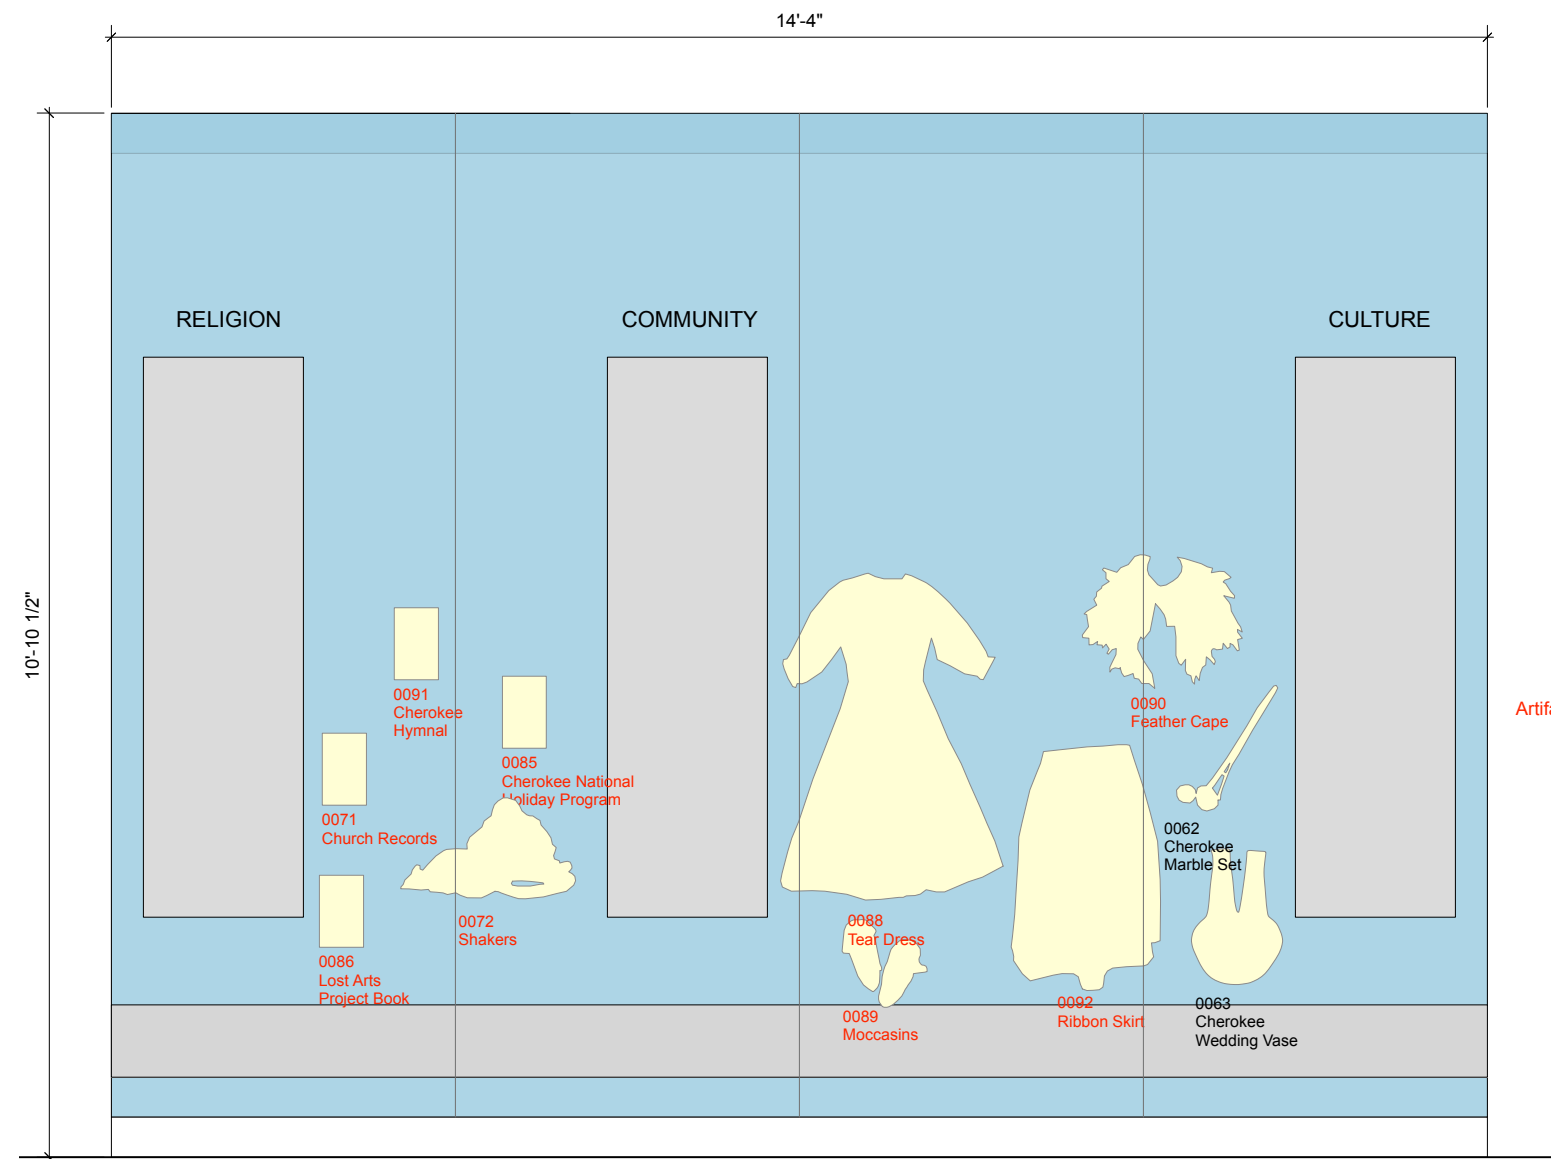 14'-4"
10'-10 1/2"
RELIGION
COMMUNITY
CULTURE
0091
Cherokee
Hymnal
0085
Cherokee National
Holiday Program
0071
Church Records
0072
Shakers
0086
Lost Arts
Project Book
0088
Tear Dress
0089
Moccasins
0090
Feather Cape
0062
Cherokee
Marble Set
0092
Ribbon Skirt
0063
Cherokee
Wedding Vase